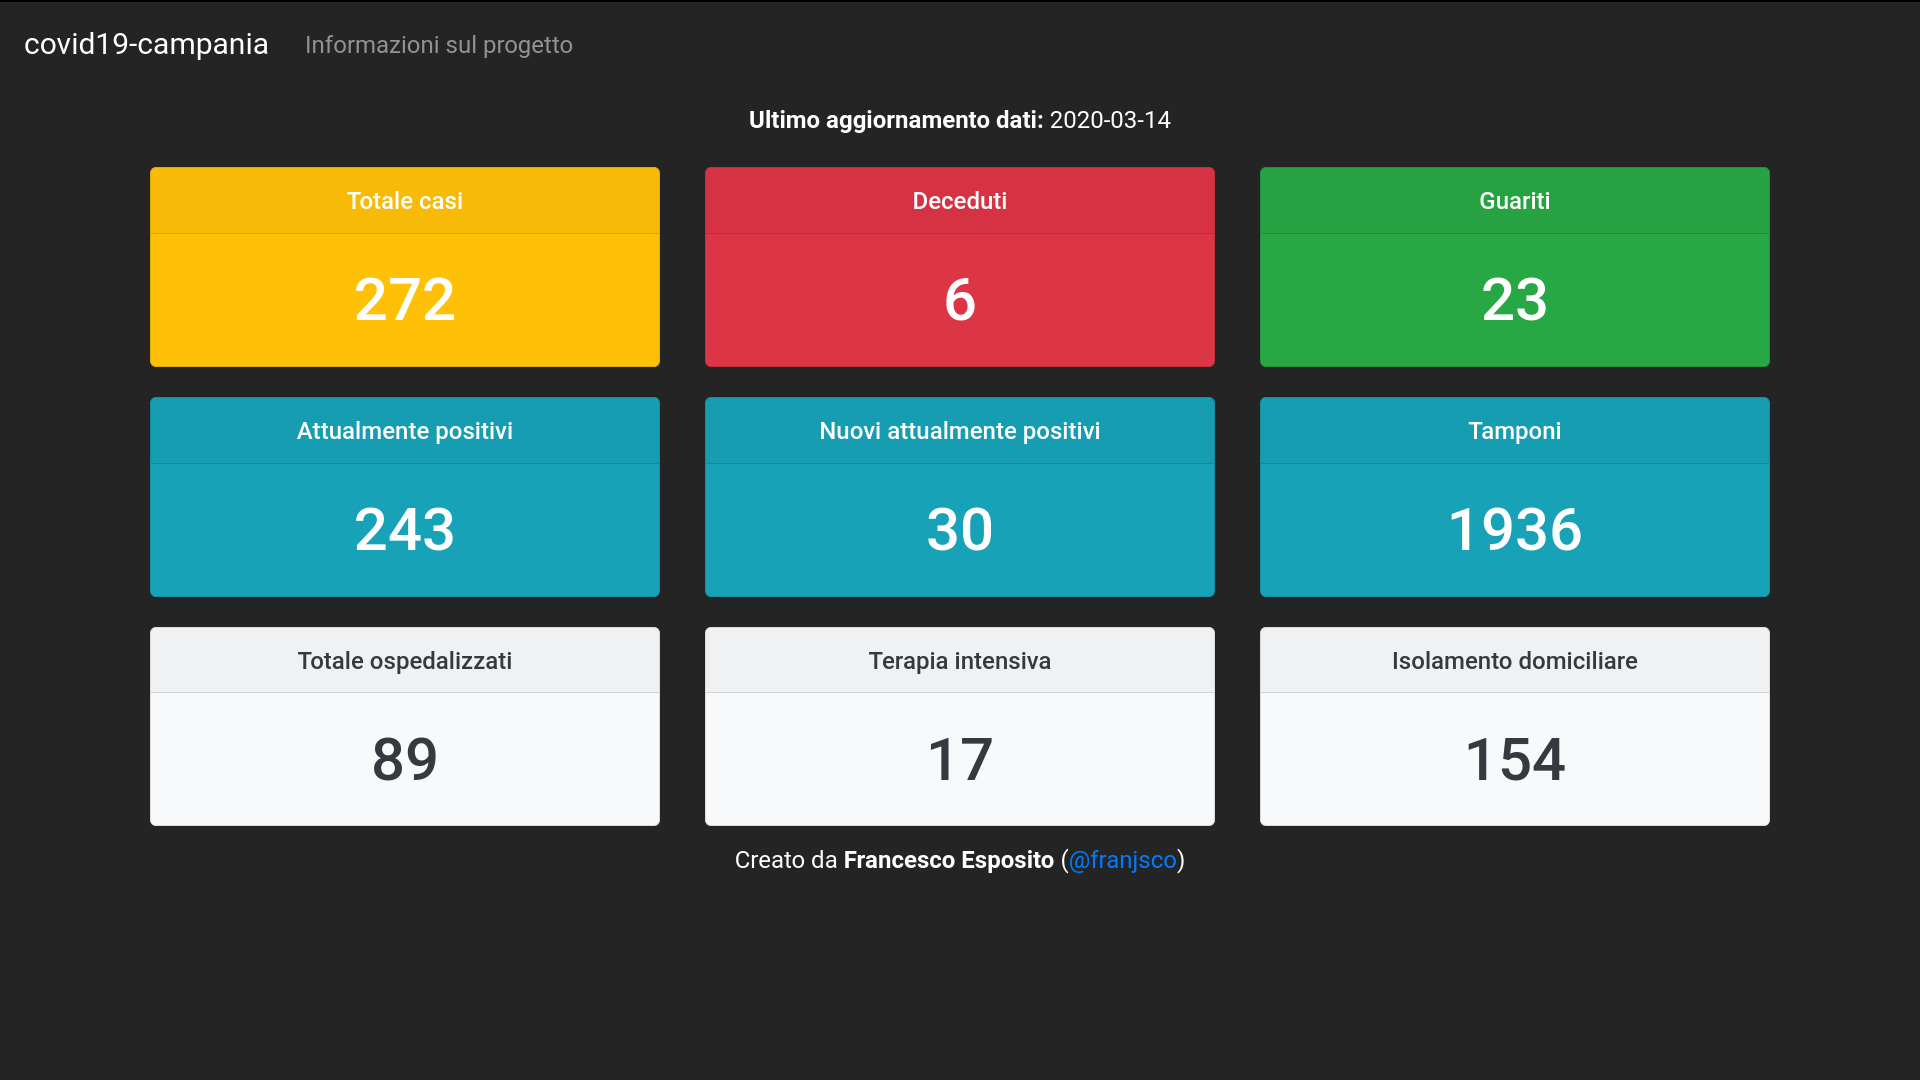 covid19-campania Informazioni sul progetto
Ultimo aggiornamento dati: 2020-03-14
Totale casi
272
Deceduti
6
Guariti
23
Attualmente positivi
243
Nuovi attualmente positivi
30
Tamponi
1936
Totale ospedalizzati
89
Terapia intensiva
17
Isolamento domiciliare
154
Creato da Francesco Esposito (@franjsco)